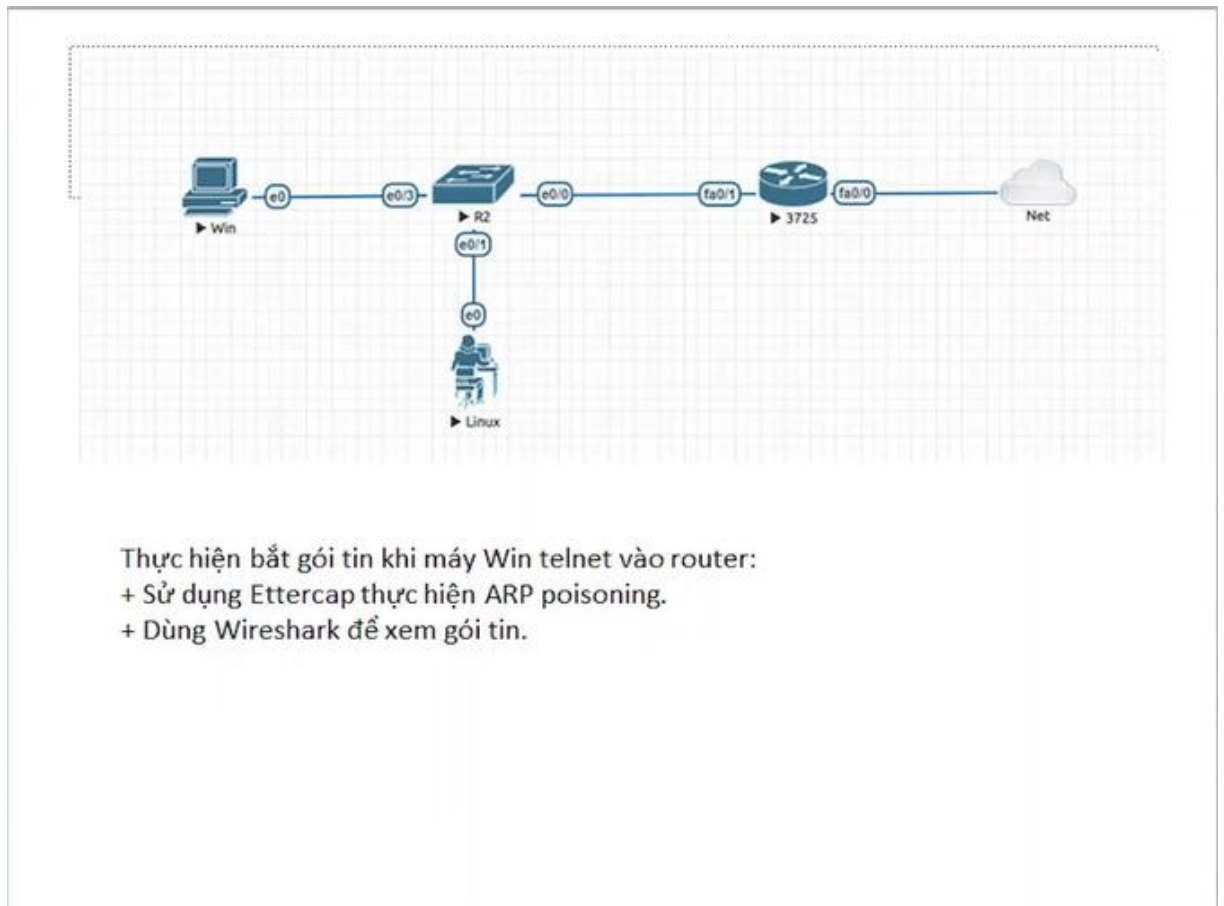 e0
e0/3
e0/0
fa0/1
fa0/0
Win
R2
3725
Net
e0/1
e0
Linux
Thực hiện bắt gói tin khi máy Win telnet vào router:
+ Sử dụng Ettercap thực hiện ARP poisoning.
+ Dùng Wireshark để xem gói tin.